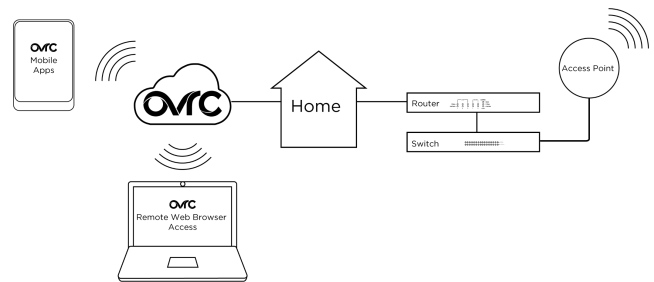 ovrc
Mobile
Apps
ovrc
Home
Router
Switch
Access Point
ovrc
Remote Web Browser
Access